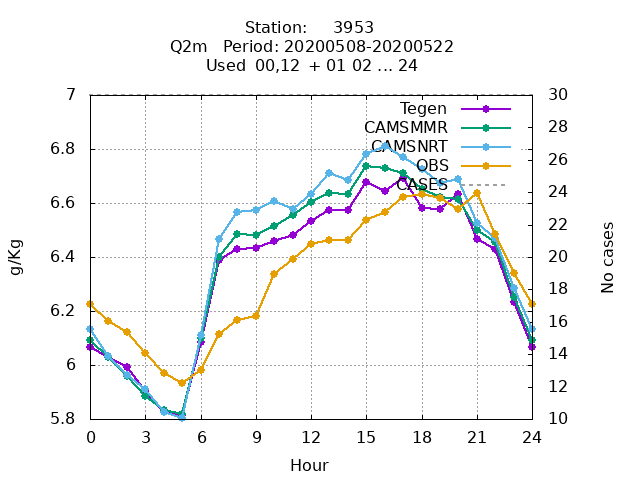 Station: 3953
Q2m Period: 20200508-20200522
Used 00,12 + 01 02 ... 24
7
6.8
6.6
6.4
6.2
6
5.8
30
28
26
24
22
20
18
16
14
12
10
Tegen
CAMSMMR
CAMSNRT
OBS
CASES
g/Kg
No cases
0 3 6 9 12 15 18 21 24
Hour